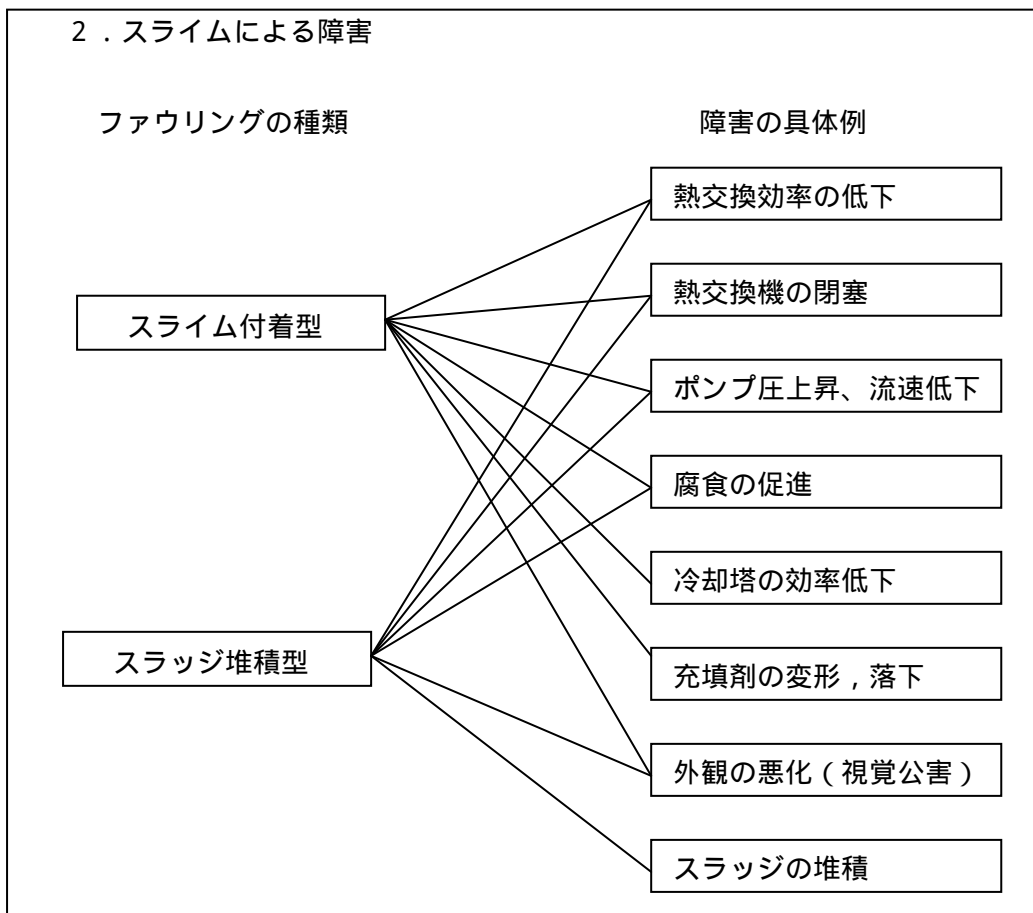 ２．スライムによる障害
ファウリングの種類
障害の具体例
熱交換効率の低下
熱交換機の閉塞
スライム付着型
ポンプ圧上昇、流速低下
腐食の促進
冷却塔の効率低下
スラッジ堆積型
充填剤の変形，落下
外観の悪化（視覚公害）
スラッジの堆積